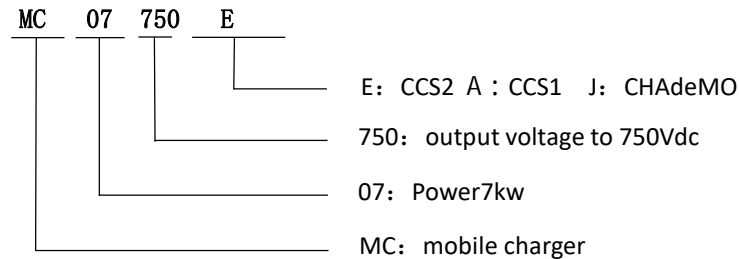 MC 07 750 E
E：CCS2 A：CCS1 J：CHAdeMO
750：output voltage to 750Vdc
07：Power7kw
MC：mobile charger